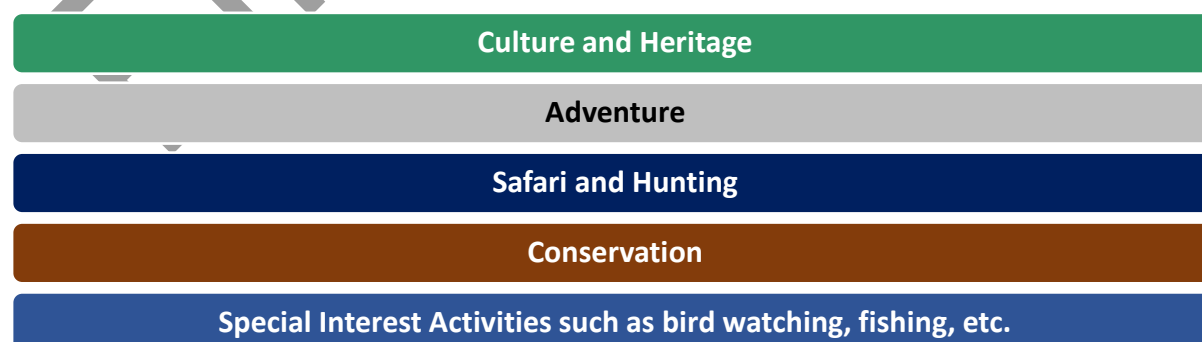 Culture and Heritage
Adventure
Safari and Hunting
Conservation
Special Interest Activities such as bird watching, fishing, etc.